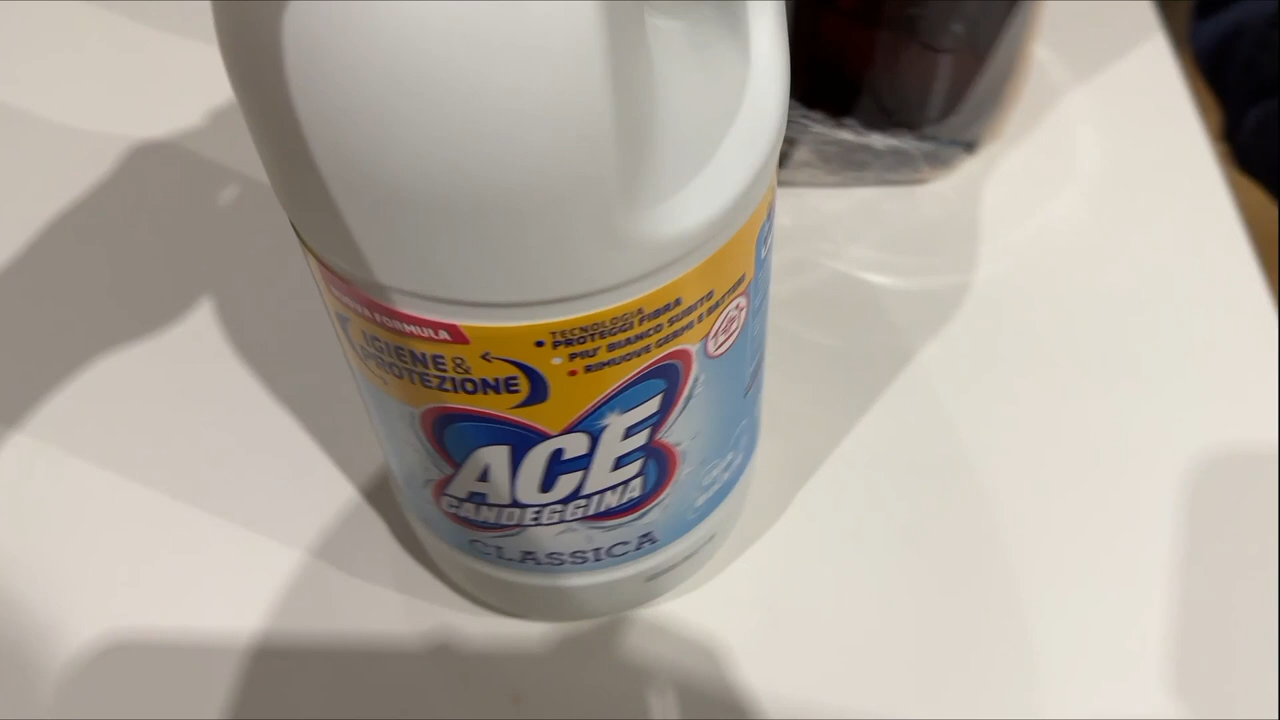 NUOVA FORMULA
IGIENE &
PROTEZIONE
TECNOLOGIA
• PROTEGGI FIBRA
• PIU' BIANCO SUBITO
• RIMUOVE GERMI E BATTERI
ACE
CANDEGGINA
CLASSICA